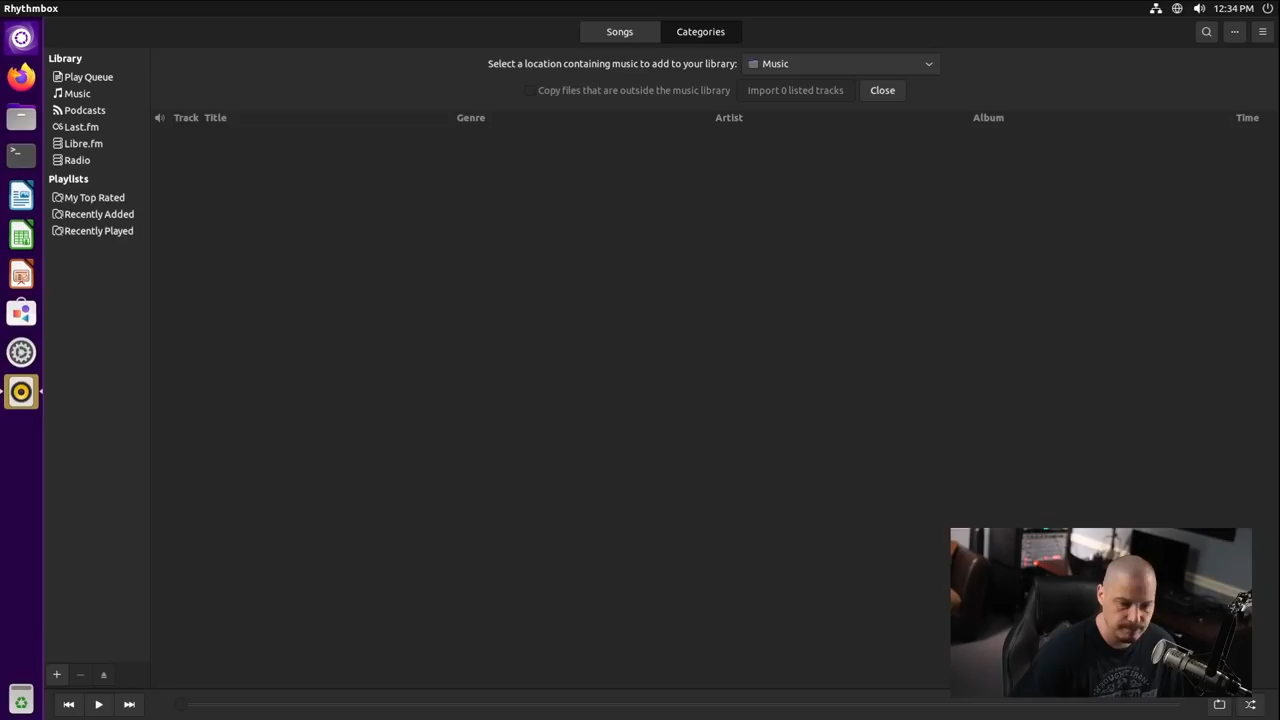 Rhythmbox
12:34 PM
Songs
Categories
Library
Play Queue
Music
Podcasts
Last.fm
Libre.fm
Radio
Playlists
My Top Rated
Recently Added
Recently Played
Select a location containing music to add to your library:
Music
Copy files that are outside the music library
Import 0 listed tracks
Close
Track Title Genre Artist Album Time